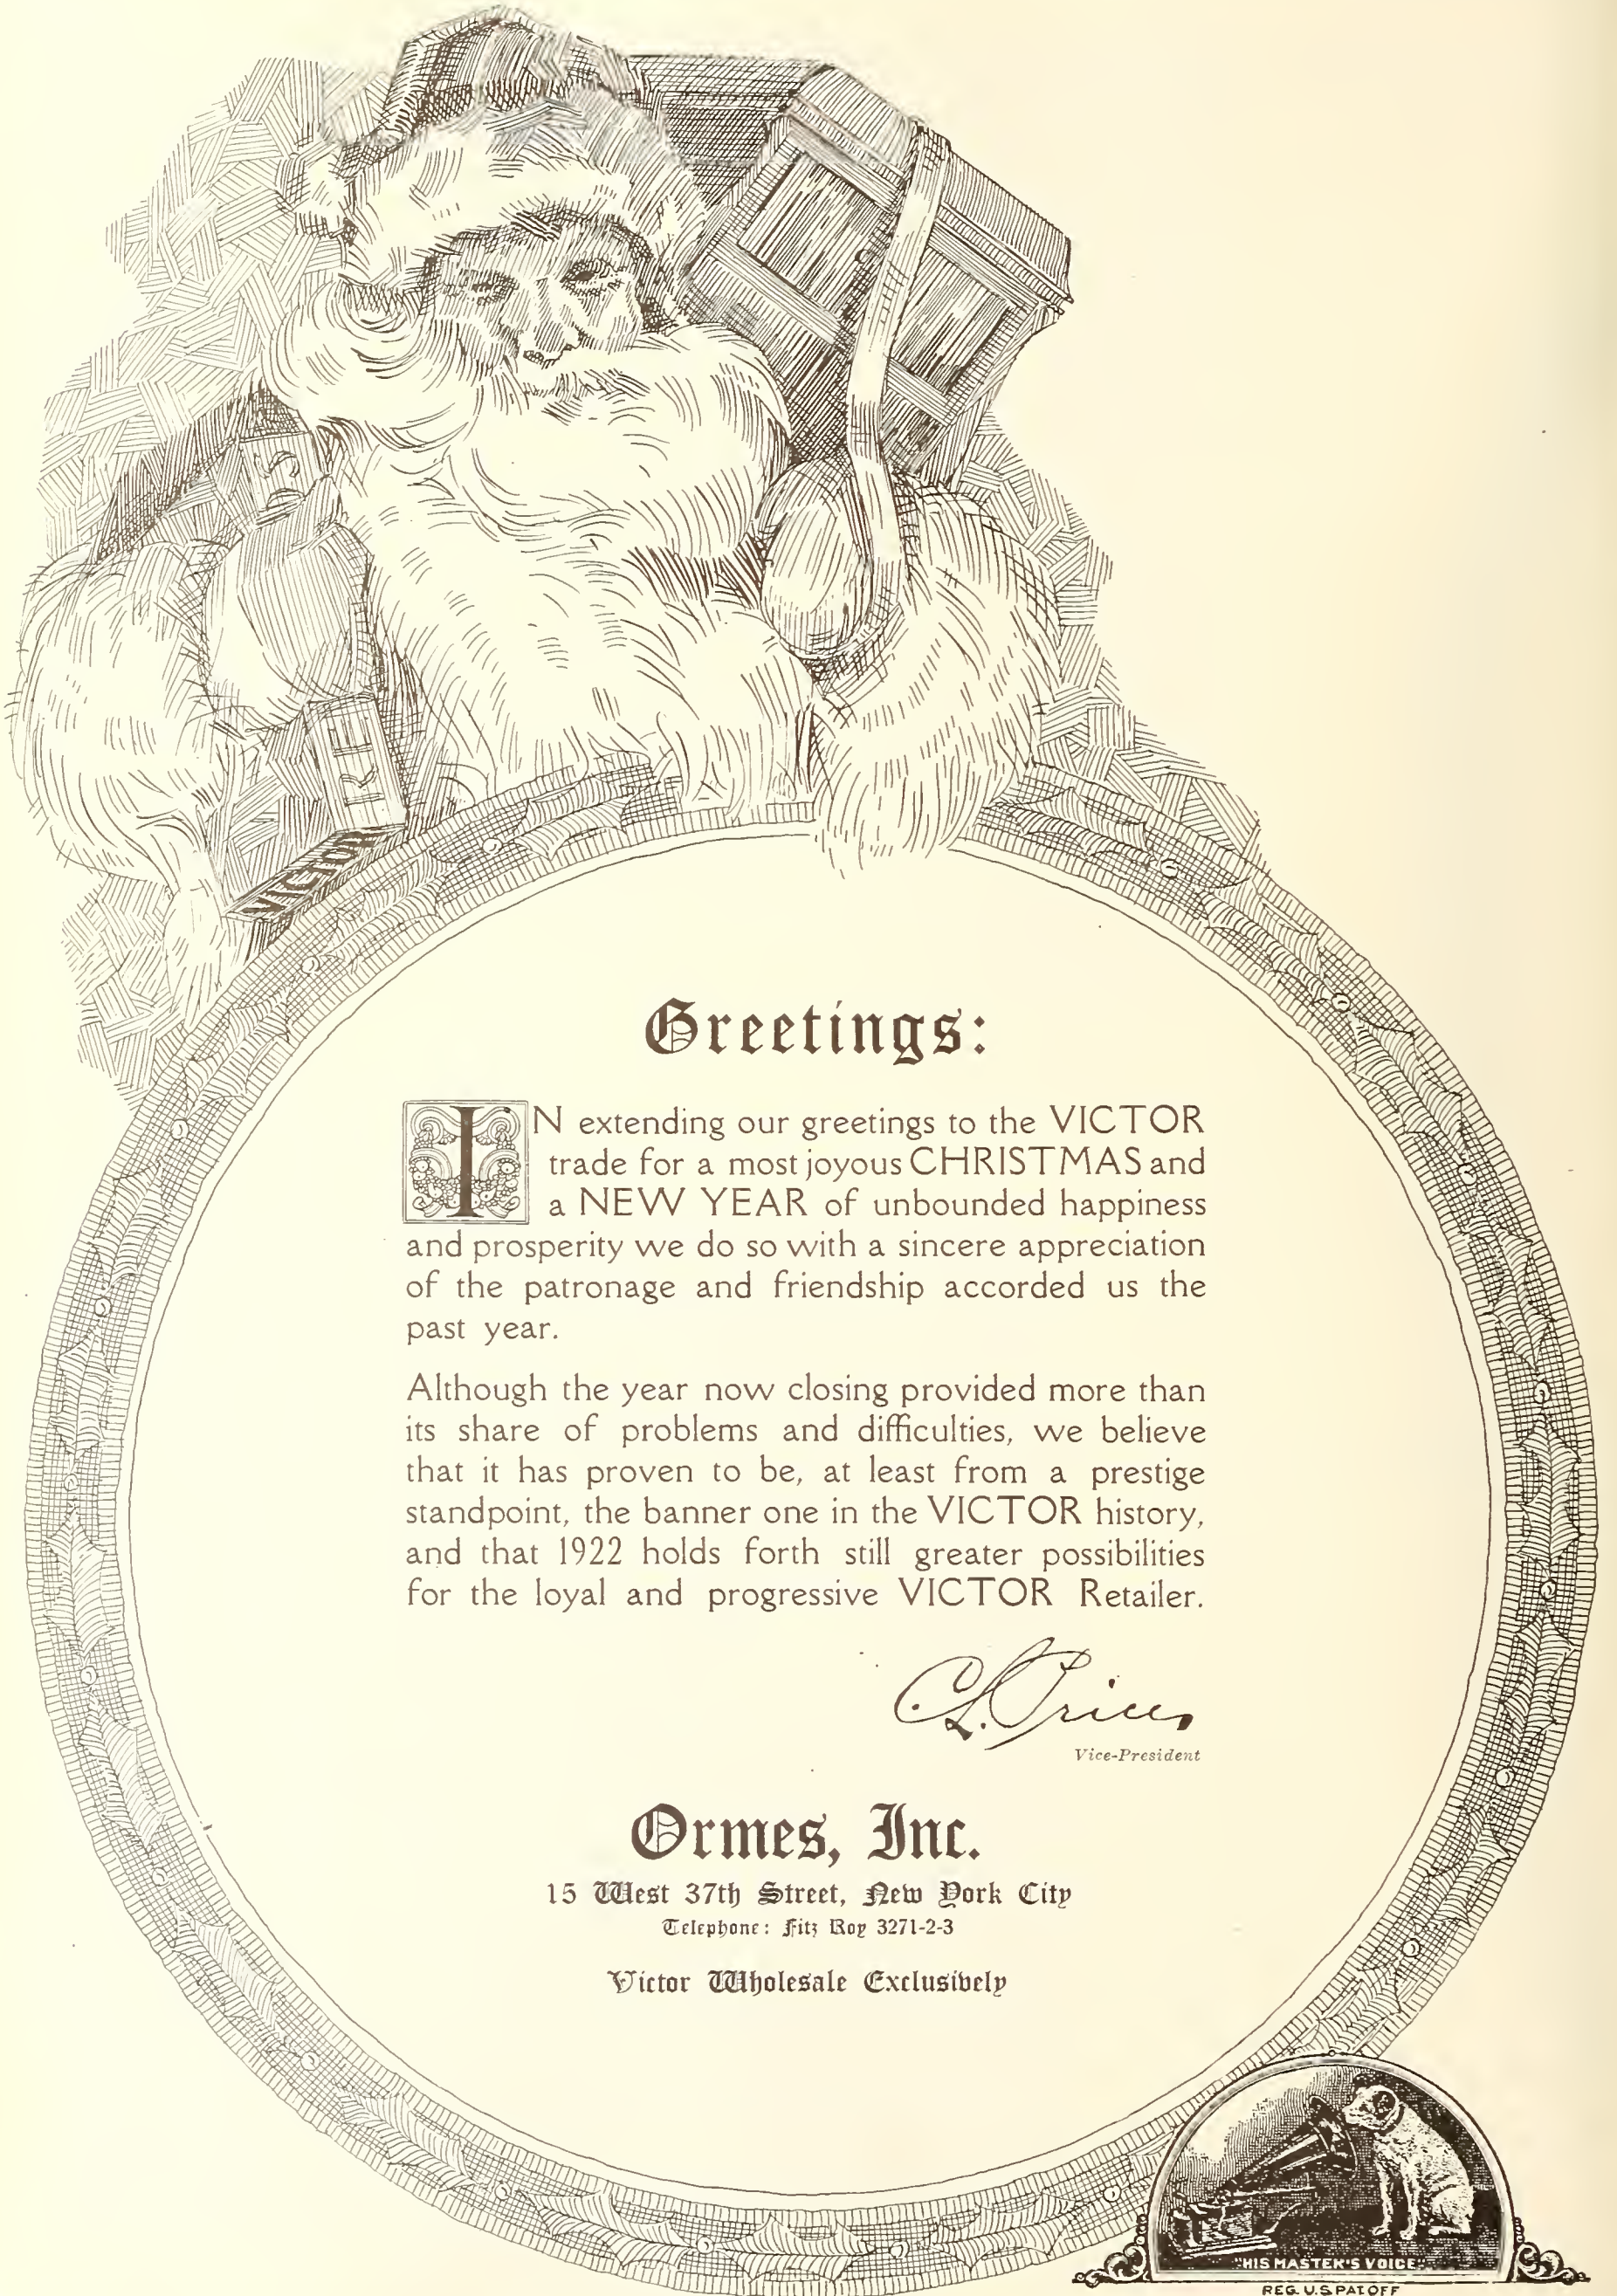 VICTOR
Greetings:
IN extending our greetings to the VICTOR
trade for a most joyous CHRISTMAS and
a NEW YEAR of unbounded happiness
and prosperity we do so with a sincere appreciation
of the patronage and friendship accorded us the
past year.
Although the year now closing provided more than
its share of problems and difficulties, we believe
that it has proven to be, at least from a prestige
standpoint, the banner one in the VICTOR history,
and that 1922 holds forth still greater possibilities
for the loyal and progressive VICTOR Retailer.
C L. Price
Vice-President
Ormes, Inc.
15 West 37th Street, New York City
Telephone: Fitz Roy 3271-2-3
Victor Wholesale Exclusively
"HIS MASTER'S VOICE"
REG. U.S. PAT. OFF